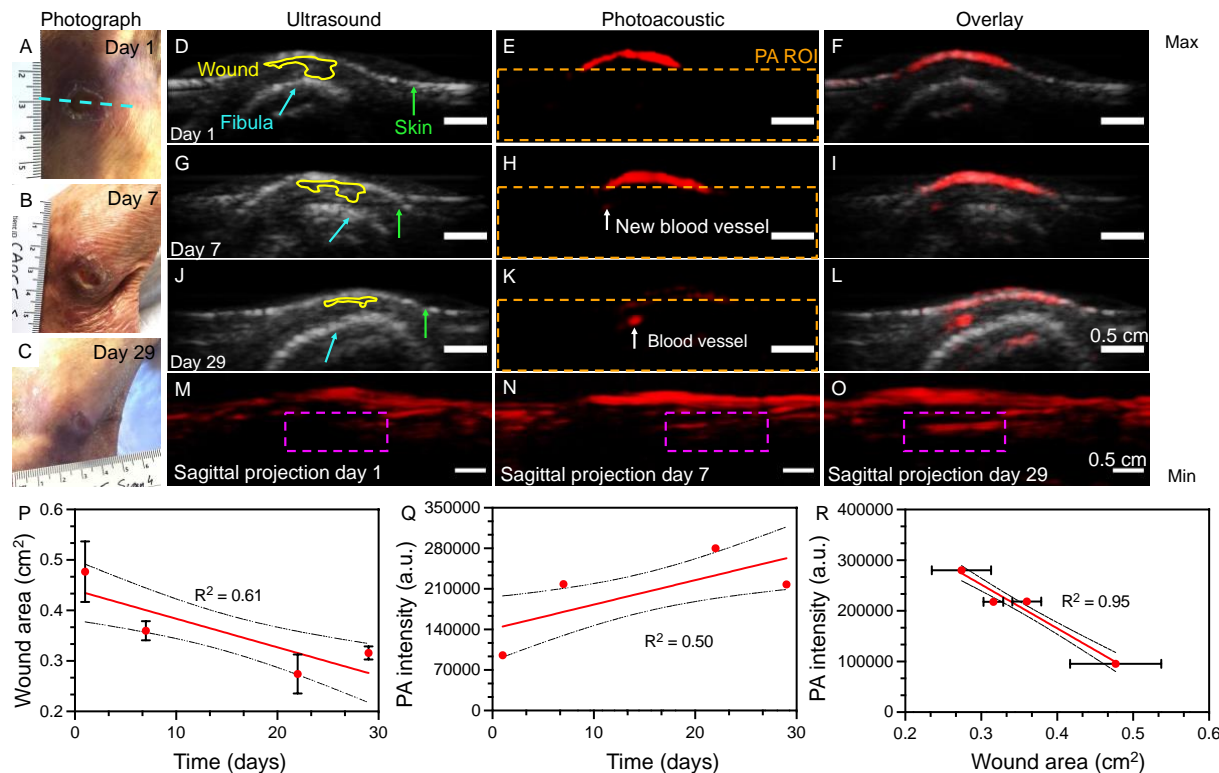 Photograph
Ultrasound
Photoacoustic
Overlay
A
Day 1
D
Wound
Fibula
Skin
Day 1
E
PA ROI
F
Max
B
Day 7
G
Day 7
H
New blood vessel
I
C
Day 29
J
Day 29
K
Blood vessel
L
0.5 cm
M
Sagittal projection day 1
N
Sagittal projection day 7
O
0.5 cm
Sagittal projection day 29
Min
P
0.6
0.5
0.4
0.3
0.2
Wound area (cm²)
R² = 0.61
0 10 20 30
Time (days)
Q
350000
280000
210000
140000
70000
0
PA intensity (a.u.)
R² = 0.50
0 10 20 30
Time (days)
R
400000
300000
200000
100000
0
PA intensity (a.u.)
R² = 0.95
0.2 0.3 0.4 0.5 0.6
Wound area (cm²)